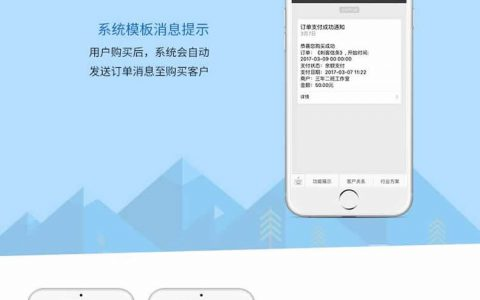 系统模板消息提示
用户购买后，系统会自动
发送订单消息至购买客户
订单支付成功通知
3月7日
恭喜您购买成功
订单：《刺客任务》，开始时间：
2017-03-09 00:00:00
支付状态：余额支付
支付日期：2017-03-07 11:22
商户：三年二班工作室
金额：50.00元
详情
功能展示
客户关系
行业方案